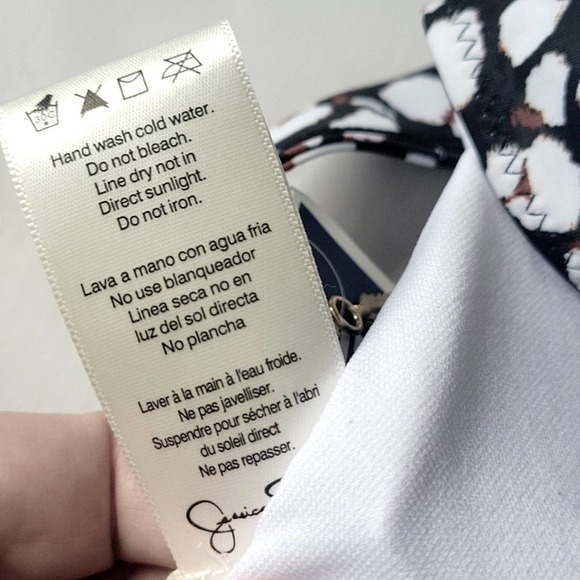 30C
Hand wash cold water.
Do not bleach.
Line dry not in
Direct sunlight.
Do not iron.
Lava a mano con agua fria
No use blanqueador
Linea seca no en
luz del sol directa
No plancha
Laver à la main à l'eau froide.
Ne pas javelliser.
Suspendre pour sécher à l'abri
du soleil direct
Ne pas repasser.
Jessica